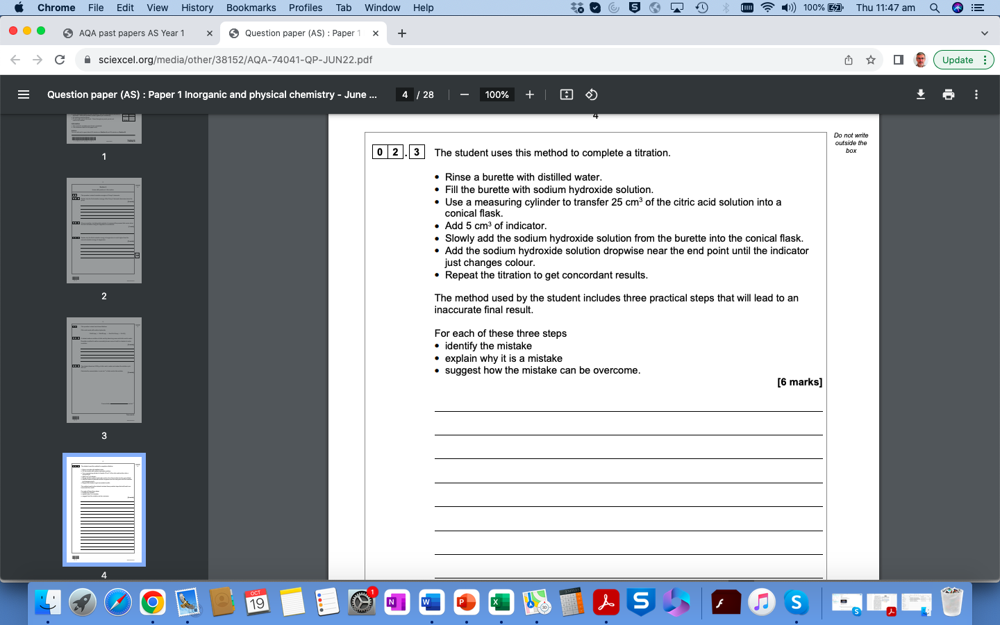 Chrome File Edit View History Bookmarks Profiles Tab Window Help 100% Thu 11:47 am
AQA past papers AS Year 1 Question paper (AS) : Paper 1
sciexcel.org/media/other/38152/AQA-74041-QP-JUN22.pdf Update
Question paper (AS) : Paper 1 Inorganic and physical chemistry - June ... 4 / 28 100%
4
Do not write
outside the
box
0 2 . 3 The student uses this method to complete a titration.
• Rinse a burette with distilled water.
• Fill the burette with sodium hydroxide solution.
• Use a measuring cylinder to transfer 25 cm³ of the citric acid solution into a
conical flask.
• Add 5 cm³ of indicator.
• Slowly add the sodium hydroxide solution from the burette into the conical flask.
• Add the sodium hydroxide solution dropwise near the end point until the indicator
just changes colour.
• Repeat the titration to get concordant results.
The method used by the student includes three practical steps that will lead to an
inaccurate final result.
For each of these three steps
• identify the mistake
• explain why it is a mistake
• suggest how the mistake can be overcome.
[6 marks]
1
2
3
4
OCT
19
1